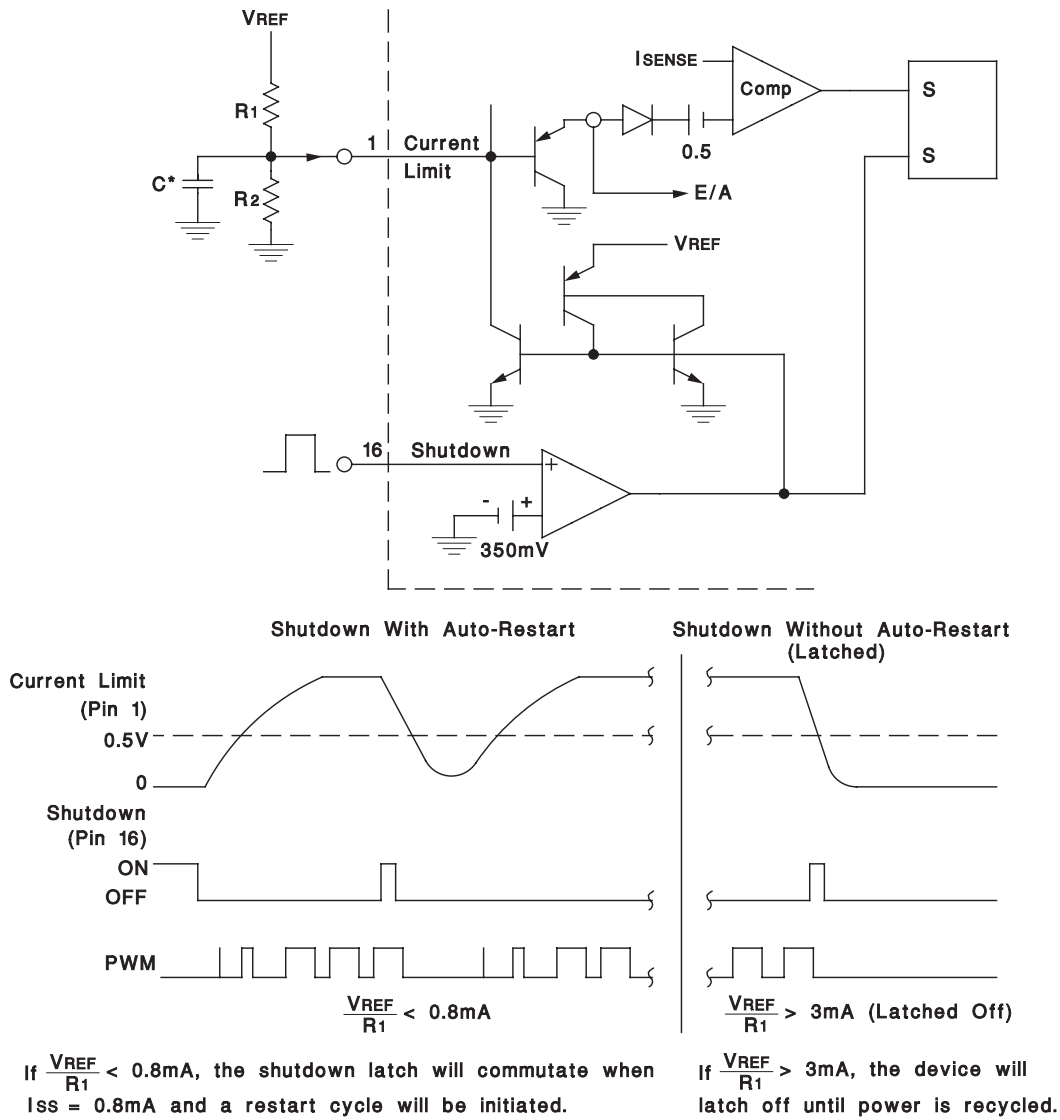 VREF
R1
C*
R2
1 Current
Limit
ISENSE
Comp
0.5
E/A
S
S
VREF
16 Shutdown
+
- +
350mV
Shutdown With Auto-Restart
Shutdown Without Auto-Restart
(Latched)
Current Limit
(Pin 1)
0.5V
0
Shutdown
(Pin 16)
ON
OFF
PWM
VREF
R1
< 0.8mA
VREF
R1
> 3mA (Latched Off)
If VREF/R1 < 0.8mA, the shutdown latch will commutate when
ISS = 0.8mA and a restart cycle will be initiated.
If VREF/R1 > 3mA, the device will
latch off until power is recycled.